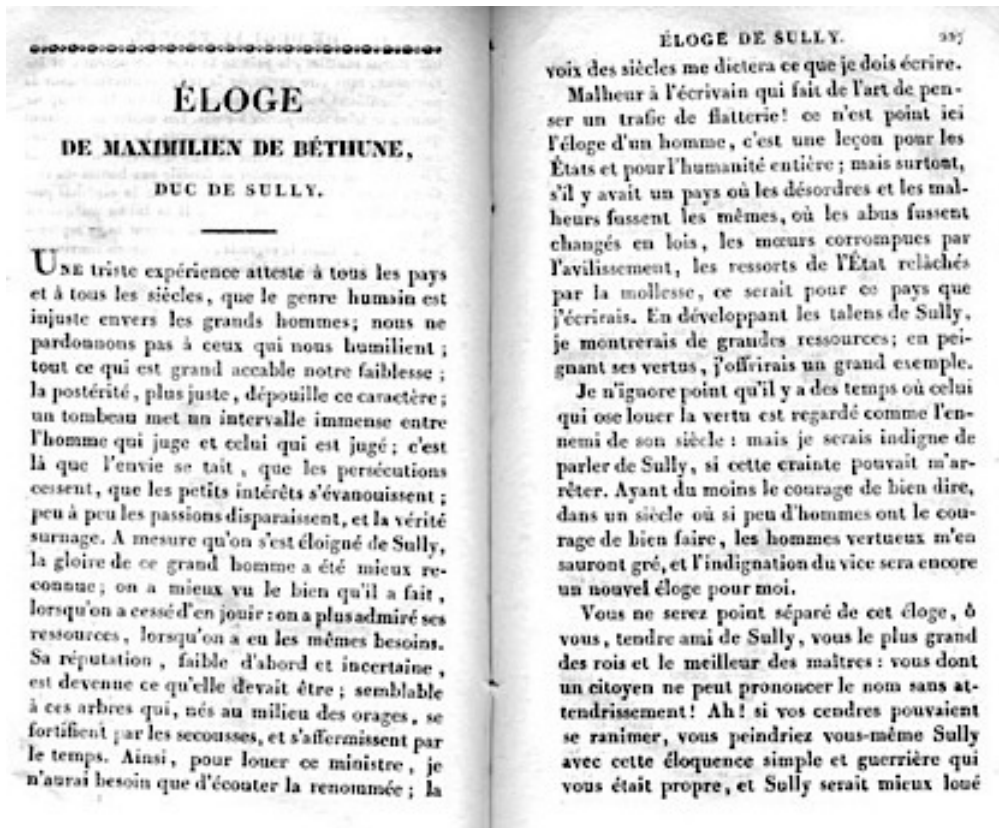 ÉLOGE
DE MAXIMILIEN DE BÉTHUNE,
DUC DE SULLY.
UNE triste expérience atteste à tous les pays
et à tous les siècles, que le genre humain est
injuste envers les grands hommes; nous ne
pardonnons pas à ceux qui nous humilient;
tout ce qui est grand accable notre faiblesse;
la postérité, plus juste, dépouille ce caractère;
un tombeau met un intervalle immense entre
l'homme qui juge et celui qui est jugé; c'est
là que l'envie se tait, que les persécutions
cessent, que les petits intérêts s'évanouissent;
peu à peu les passions disparaissent, et la vérité
surnage. A mesure qu'on s'est éloigné de Sully,
la gloire de ce grand homme a été mieux re-
connue; on a mieux vu le bien qu'il a fait,
lorsqu'on a cessé d'en jouir: on a plus admiré ses
ressources, lorsqu'on a eu les mêmes besoins.
Sa réputation, faible d'abord et incertaine,
est devenue ce qu'elle devait être; semblable
à ces arbres qui, nés au milieu des orages, se
fortifient par les secousses, et s'affermissent par
le temps. Ainsi, pour louer ce ministre, je
n'aurai besoin que d'écouter la renommée; la
ÉLOGE DE SULLY. 227
voix des siècles me dictera ce que je dois écrire.
Malheur à l'écrivain qui fait de l'art de pen-
ser un trafic de flatterie! ce n'est point ici
l'éloge d'un homme, c'est une leçon pour les
États et pour l'humanité entière; mais surtout,
s'il y avait un pays où les désordres et les mal-
heurs fussent les mêmes, où les abus fussent
changés en lois, les mœurs corrompues par
l'avilissement, les ressorts de l'État relâchés
par la mollesse, ce serait pour ce pays que
j'écrirais. En développant les talens de Sully,
je montrerais de grandes ressources; en pei-
gnant ses vertus, j'offrirais un grand exemple.
Je n'ignore point qu'il y a des temps où celui
qui ose louer la vertu est regardé comme l'en-
nemi de son siècle: mais je serais indigne de
parler de Sully, si cette crainte pouvait m'ar-
rêter. Ayant du moins le courage de bien dire,
dans un siècle où si peu d'hommes ont le cou-
rage de bien faire, les hommes vertueux m'en
sauront gré, et l'indignation du vice sera encore
un nouvel éloge pour moi.
Vous ne serez point séparé de cet éloge, ô
vous, tendre ami de Sully, vous le plus grand
des rois et le meilleur des maîtres: vous dont
un citoyen ne peut prononcer le nom sans at-
tendrissement! Ah! si vos cendres pouvaient
se ranimer, vous peindriez vous-même Sully
avec cette éloquence simple et guerrière qui
vous était propre, et Sully serait mieux loué